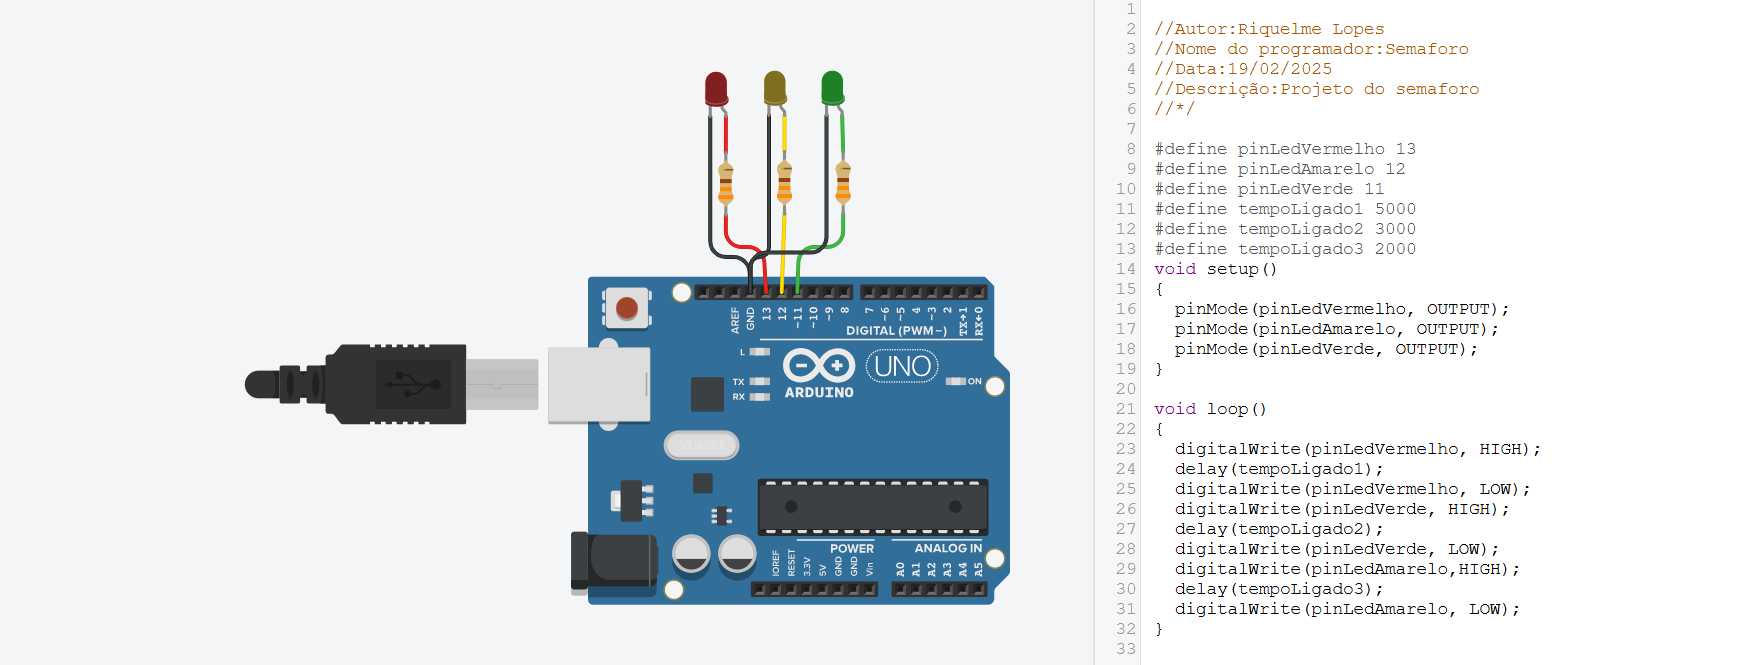 AREF
GND
13
12
~11
~10
~9
8
7
~6
~5
4
~3
2
TX→1
RX←0
DIGITAL (PWM~)
L
TX
RX
ARDUINO
UNO
ON
IOREF
RESET
3.3V
5V
GND
GND
Vin
POWER
ANALOG IN
A0
A1
A2
A3
A4
A5
1
2 //Autor:Riquelme Lopes
3 //Nome do programador:Semaforo
4 //Data:19/02/2025
5 //Descrição:Projeto do semaforo
6 //*/
7
8 #define pinLedVermelho 13
9 #define pinLedAmarelo 12
10 #define pinLedVerde 11
11 #define tempoLigado1 5000
12 #define tempoLigado2 3000
13 #define tempoLigado3 2000
14 void setup()
15 {
16 pinMode(pinLedVermelho, OUTPUT);
17 pinMode(pinLedAmarelo, OUTPUT);
18 pinMode(pinLedVerde, OUTPUT);
19 }
20
21 void loop()
22 {
23 digitalWrite(pinLedVermelho, HIGH);
24 delay(tempoLigado1);
25 digitalWrite(pinLedVermelho, LOW);
26 digitalWrite(pinLedVerde, HIGH);
27 delay(tempoLigado2);
28 digitalWrite(pinLedVerde, LOW);
29 digitalWrite(pinLedAmarelo,HIGH);
30 delay(tempoLigado3);
31 digitalWrite(pinLedAmarelo, LOW);
32 }
33